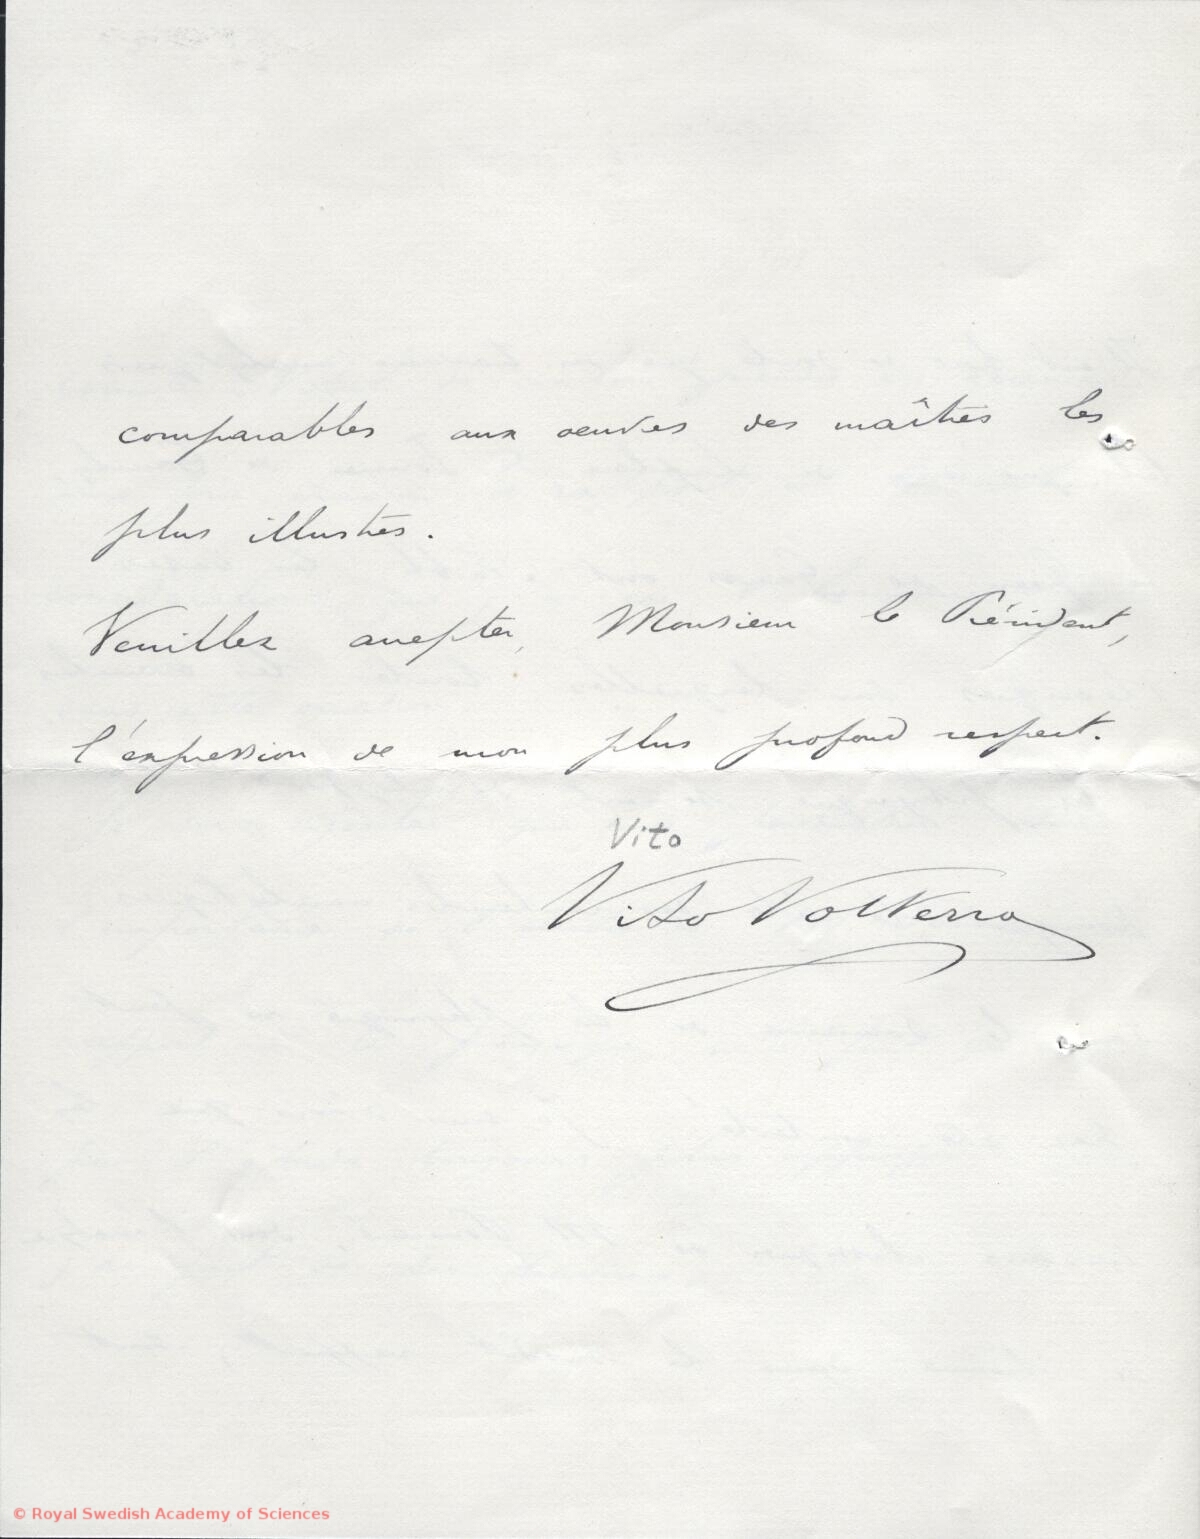 comparables aux oeuvres des maîtres les
plus illustres.
Veuillez accepter, Monsieur le Président,
l'expression de mon plus profond respect.
Vito
Vito Volterra
© Royal Swedish Academy of Sciences